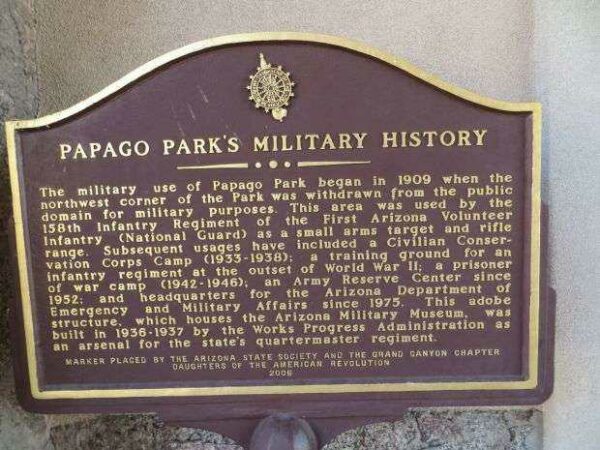 PAPAGO PARK'S MILITARY HISTORY
The military use of Papago Park began in 1909 when the
northwest corner of the Park was withdrawn from the public
domain for military purposes. This area was used by the
158th Infantry Regiment of the First Arizona Volunteer
Infantry (National Guard) as a small arms target and rifle
range. Subsequent usages have included a Civilian Conser-
vation Corps Camp (1933-1938); a training ground for an
infantry regiment at the outset of World War II; a prisoner
of war camp (1942-1946); an Army Reserve Center since
1952; and headquarters for the Arizona Department of
Emergency and Military Affairs since 1975. This adobe
structure, which houses the Arizona Military Museum, was
built in 1936-1937 by the Works Progress Administration as
an arsenal for the state's quartermaster regiment.
MARKER PLACED BY THE ARIZONA STATE SOCIETY AND THE GRAND CANYON CHAPTER
DAUGHTERS OF THE AMERICAN REVOLUTION
2006